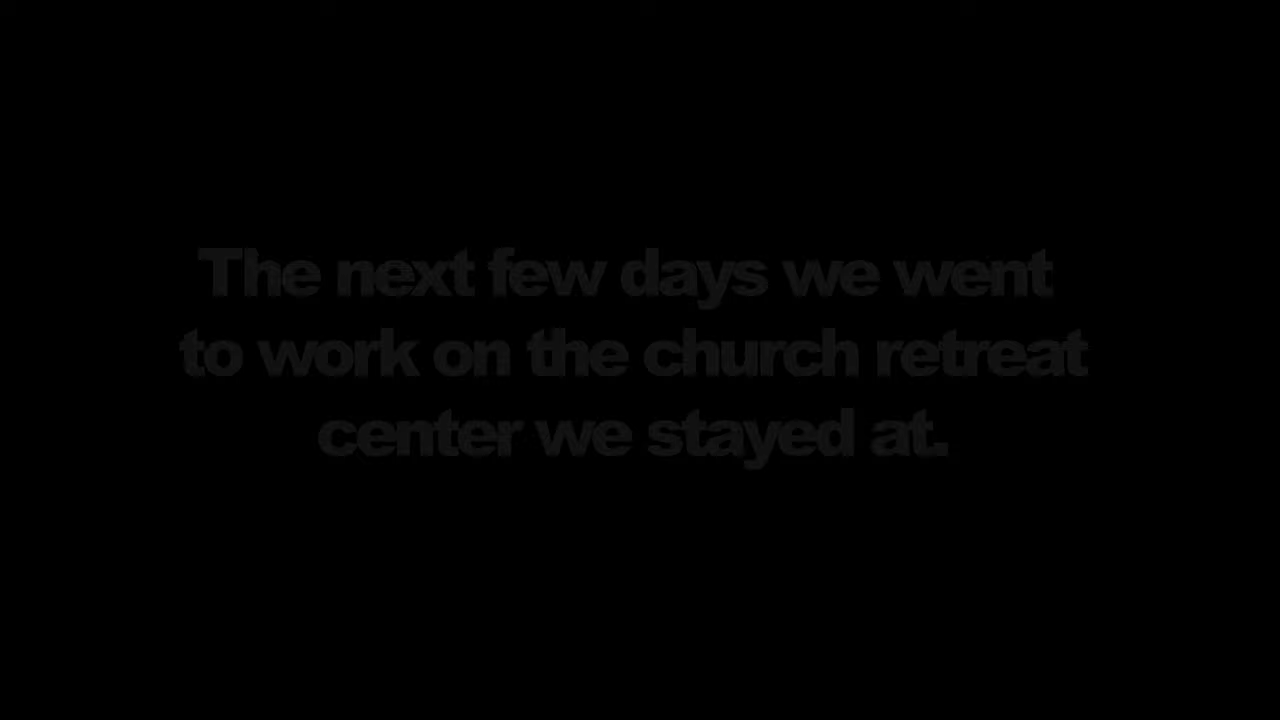 The next few days we went
to work on the church retreat
center we stayed at.